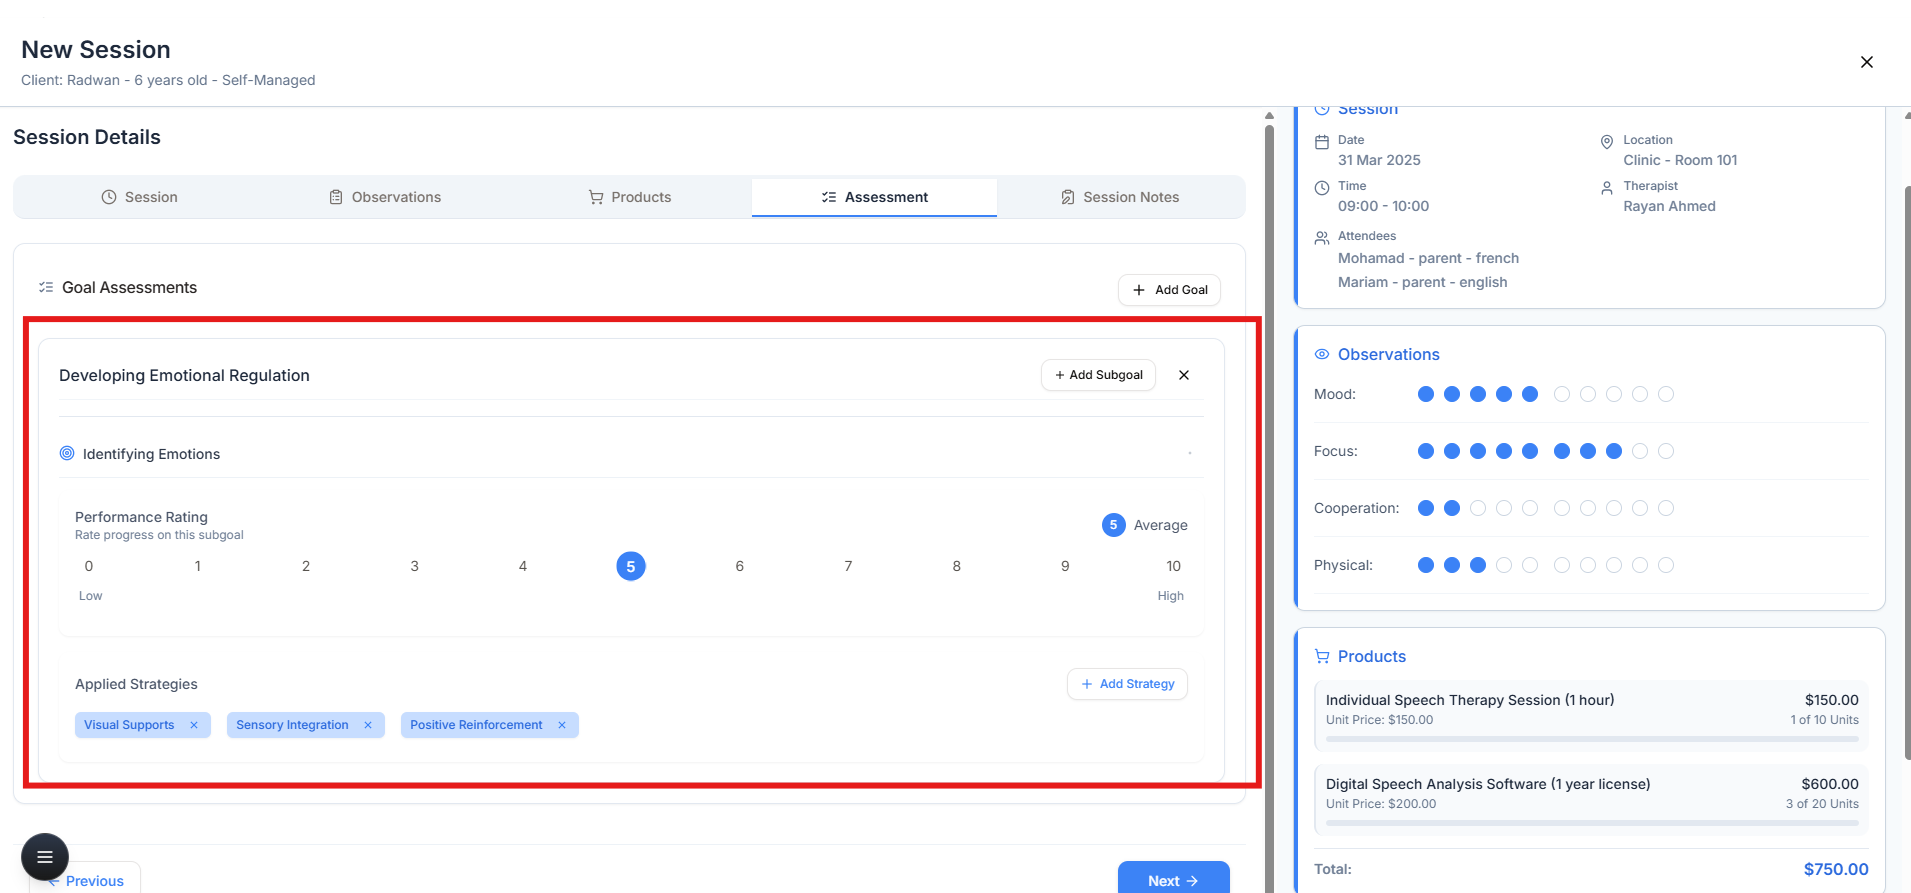 New Session
Client: Radwan - 6 years old - Self-Managed
Session Details
Session
Observations
Products
Assessment
Session Notes
Goal Assessments
+ Add Goal
Developing Emotional Regulation
+ Add Subgoal
Identifying Emotions
Performance Rating
Rate progress on this subgoal
5 Average
0 1 2 3 4 5 6 7 8 9 10
Low High
Applied Strategies
+ Add Strategy
Visual Supports ×
Sensory Integration ×
Positive Reinforcement ×
← Previous
Next →
Session
Date
31 Mar 2025
Location
Clinic - Room 101
Time
09:00 - 10:00
Therapist
Rayan Ahmed
Attendees
Mohamad - parent - french
Mariam - parent - english
Observations
Mood:
Focus:
Cooperation:
Physical:
Products
Individual Speech Therapy Session (1 hour) $150.00
Unit Price: $150.00 1 of 10 Units
Digital Speech Analysis Software (1 year license) $600.00
Unit Price: $200.00 3 of 20 Units
Total: $750.00